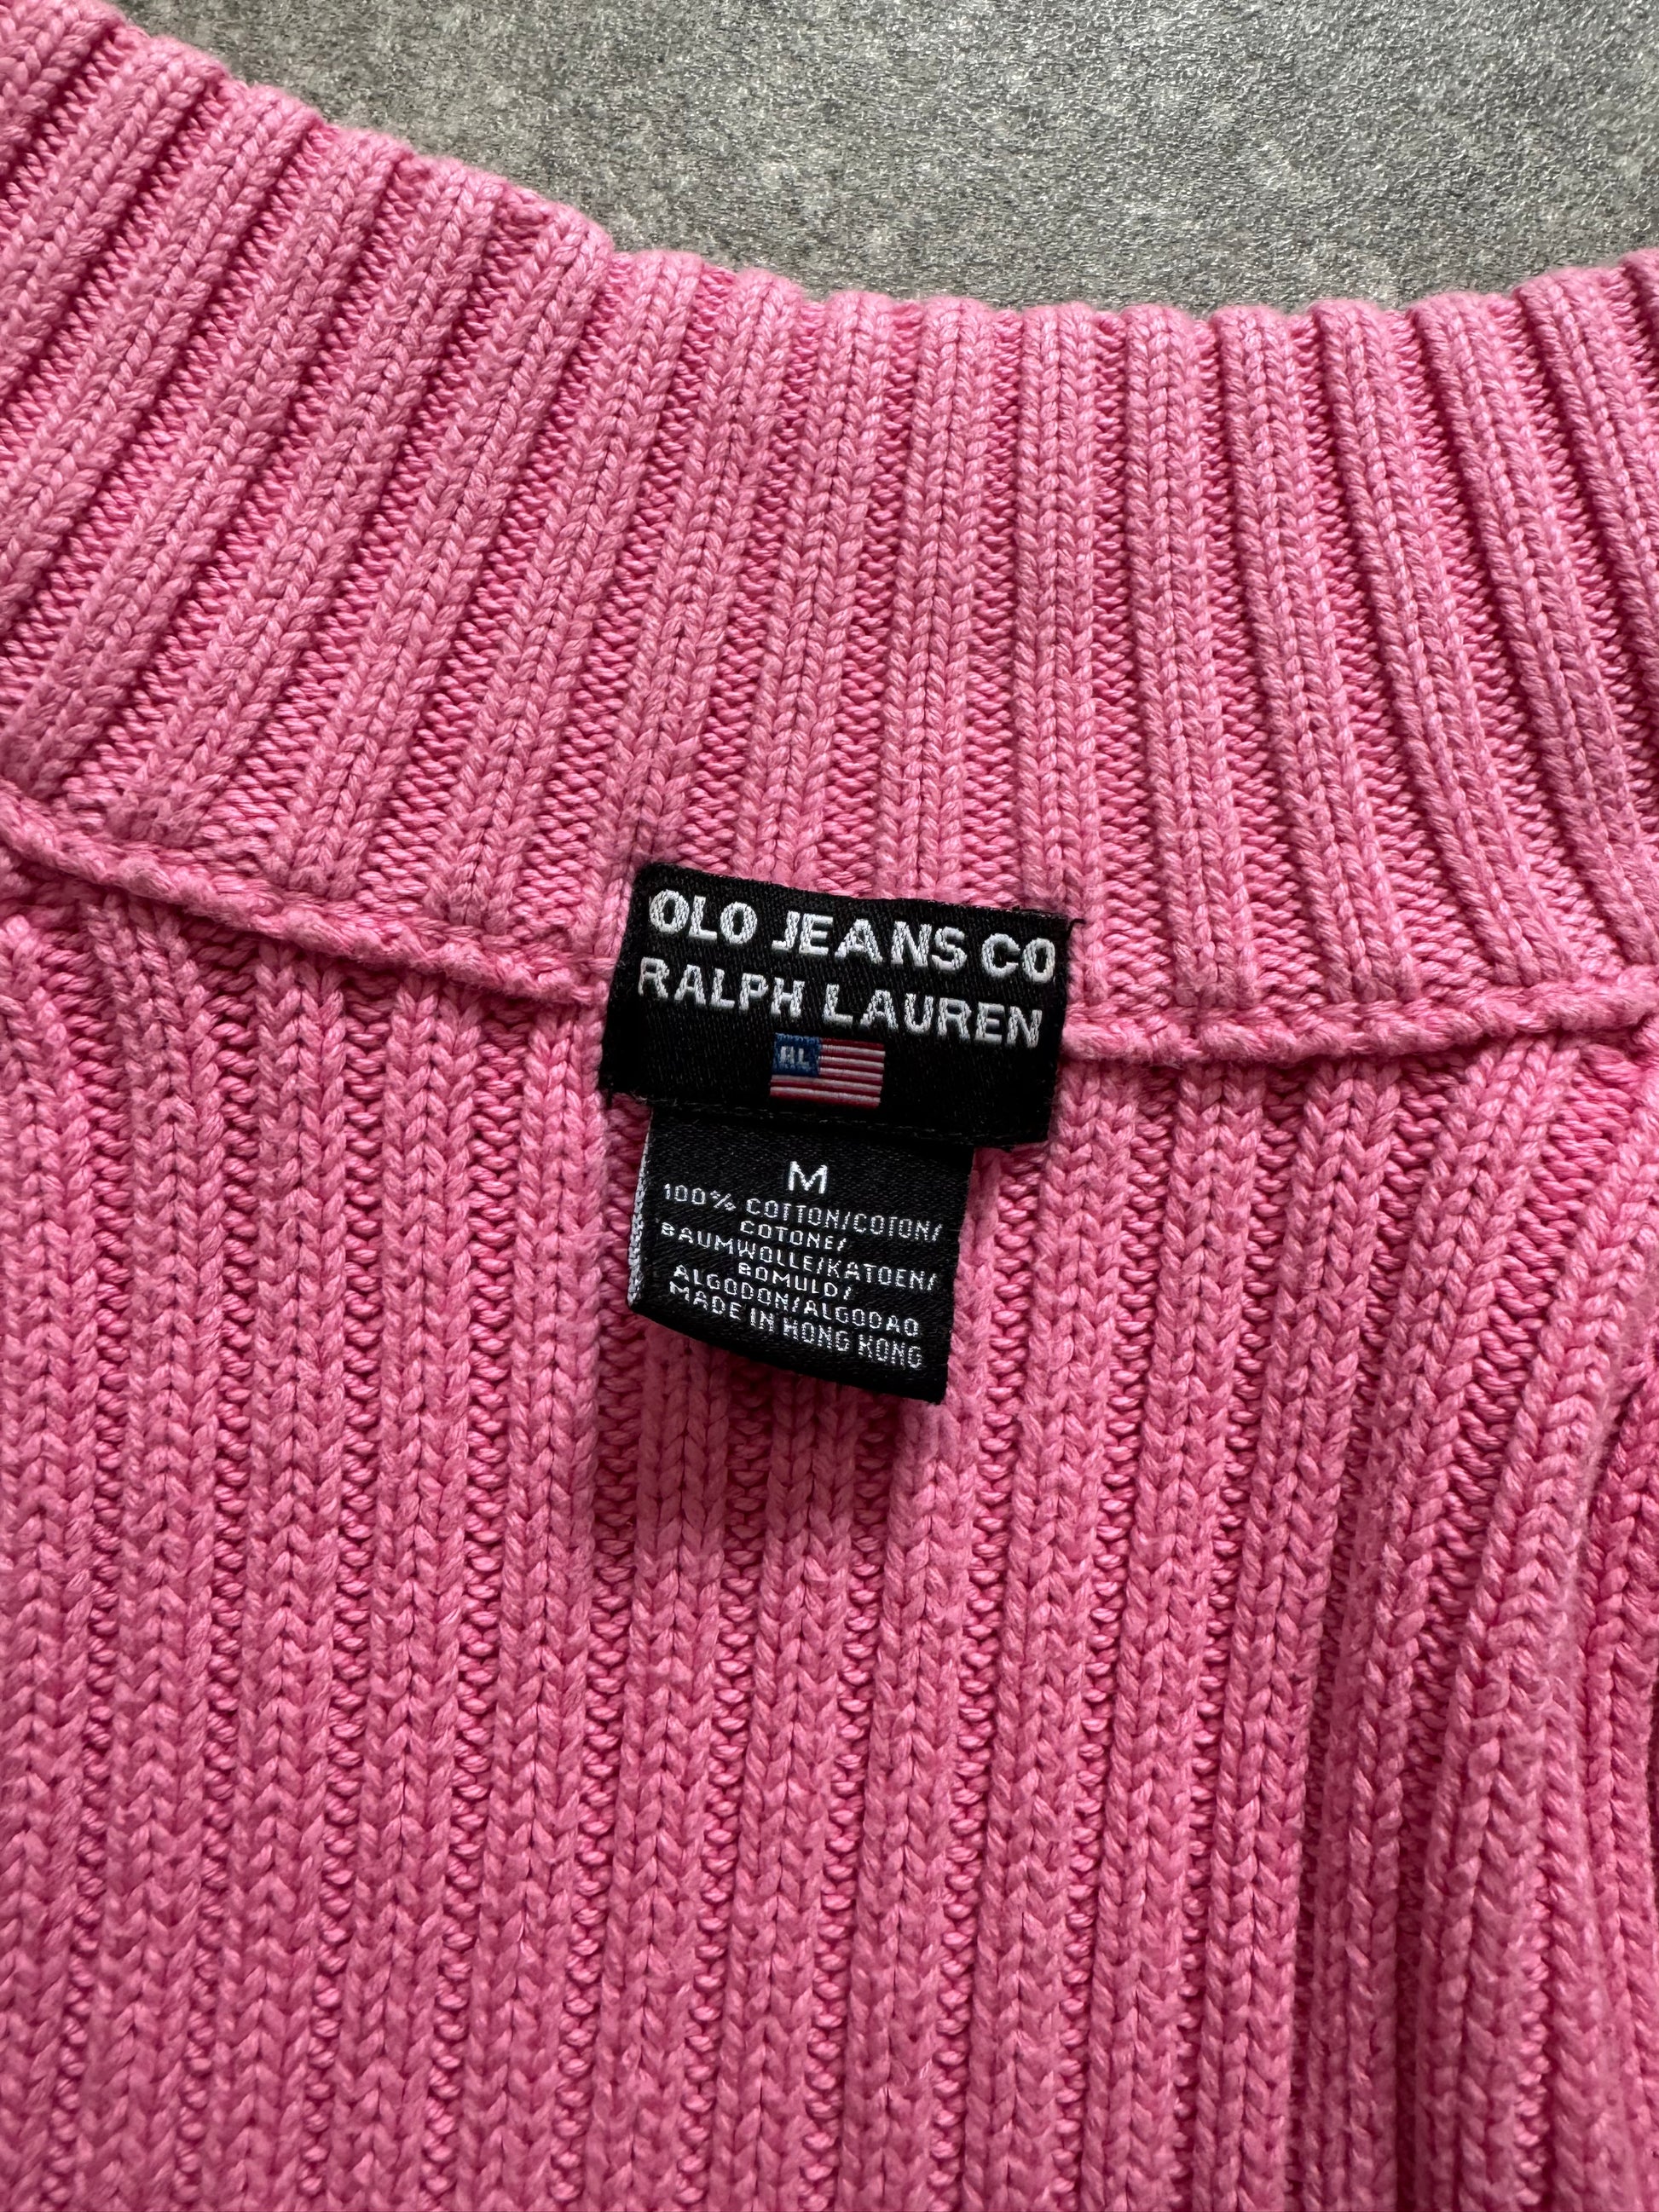 OLO JEANS CO
RALPH LAUREN
RL
M
100% COTTON/COTON/
COTONE/
BAUMWOLLE/KATOEN/
BOMULD/
ALGODON/ALGODAO
MADE IN HONG KONG